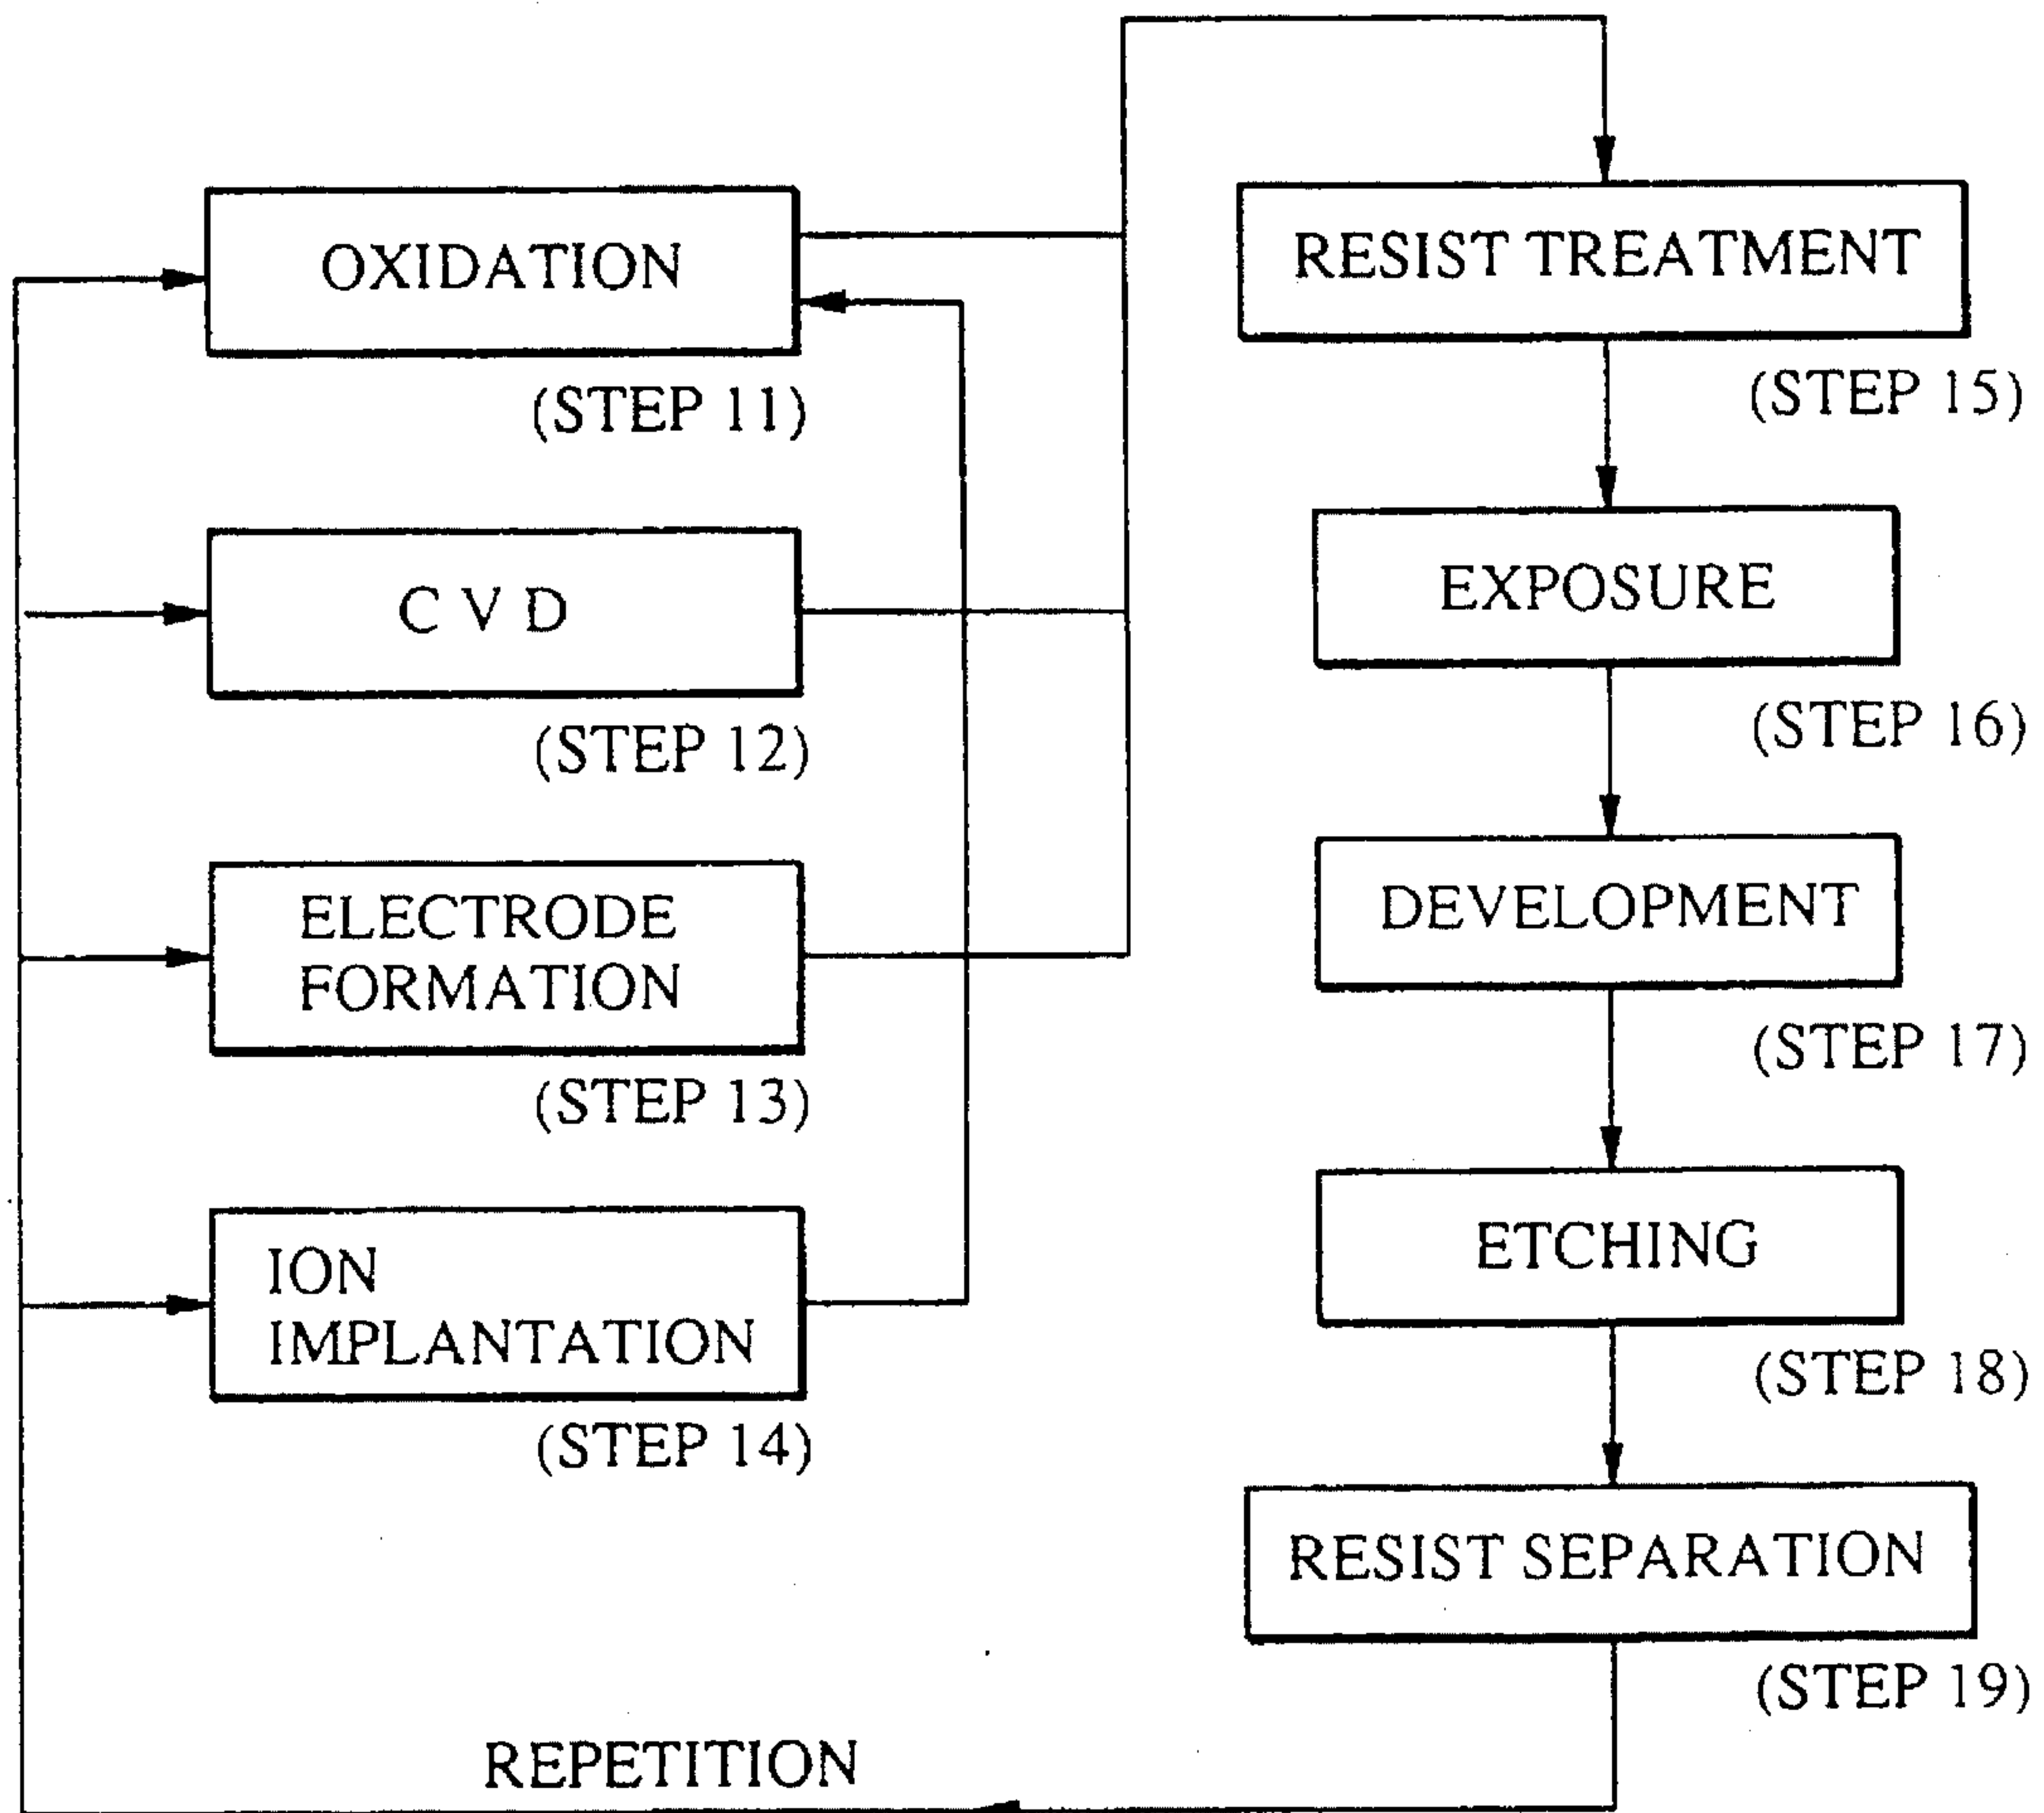 OXIDATION
(STEP 11)
C V D
(STEP 12)
ELECTRODE
FORMATION
(STEP 13)
ION
IMPLANTATION
(STEP 14)
RESIST TREATMENT
(STEP 15)
EXPOSURE
(STEP 16)
DEVELOPMENT
(STEP 17)
ETCHING
(STEP 18)
RESIST SEPARATION
(STEP 19)
REPETITION